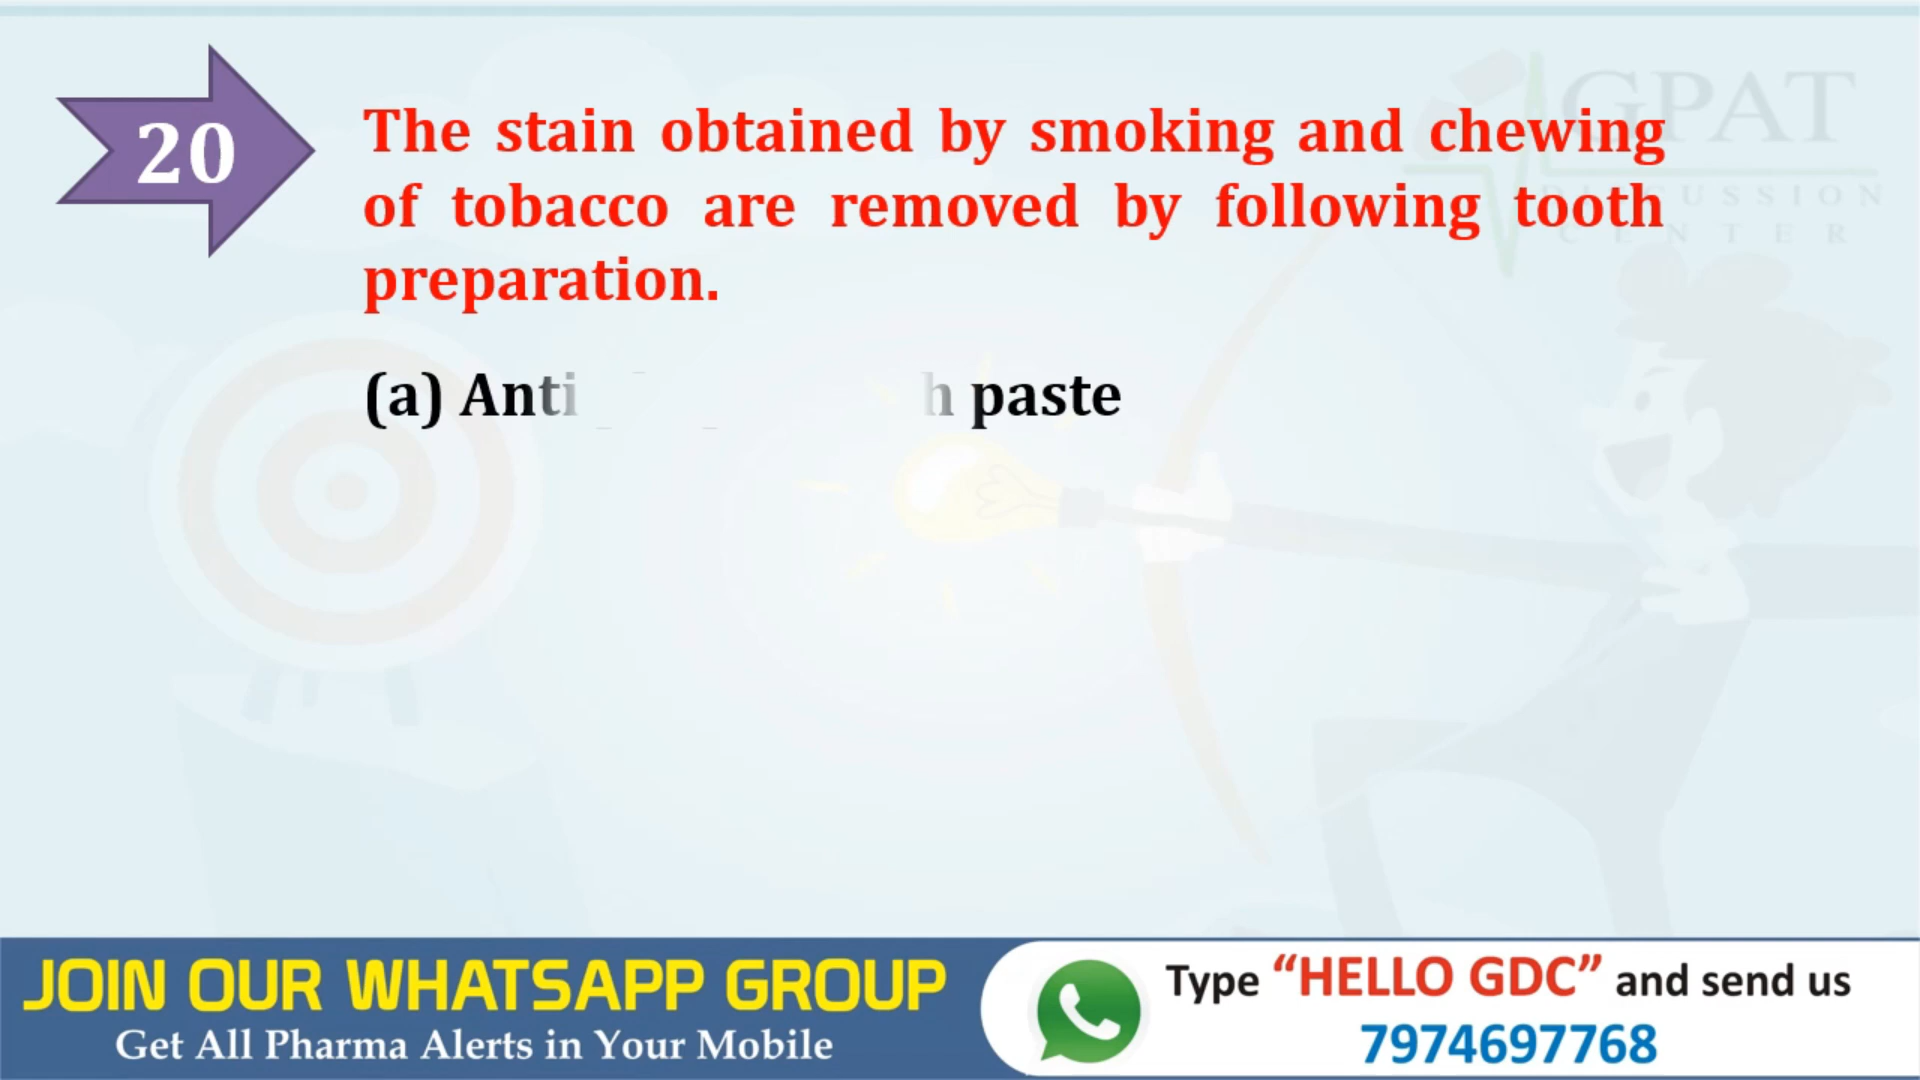 20
The stain obtained by smoking and chewing
of tobacco are removed by following tooth
preparation.
(a) Anti paste
GPAT
DISCUSSION
CENTER
JOIN OUR WHATSAPP GROUP
Get All Pharma Alerts in Your Mobile
Type “HELLO GDC” and send us
7974697768